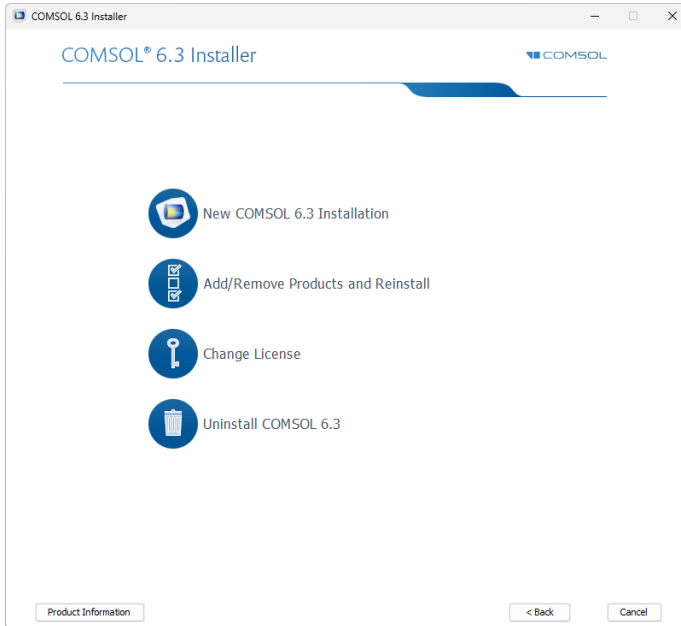 COMSOL 6.3 Installer
COMSOL® 6.3 Installer
COMSOL
New COMSOL 6.3 Installation
Add/Remove Products and Reinstall
Change License
Uninstall COMSOL 6.3
Product Information
< Back
Cancel